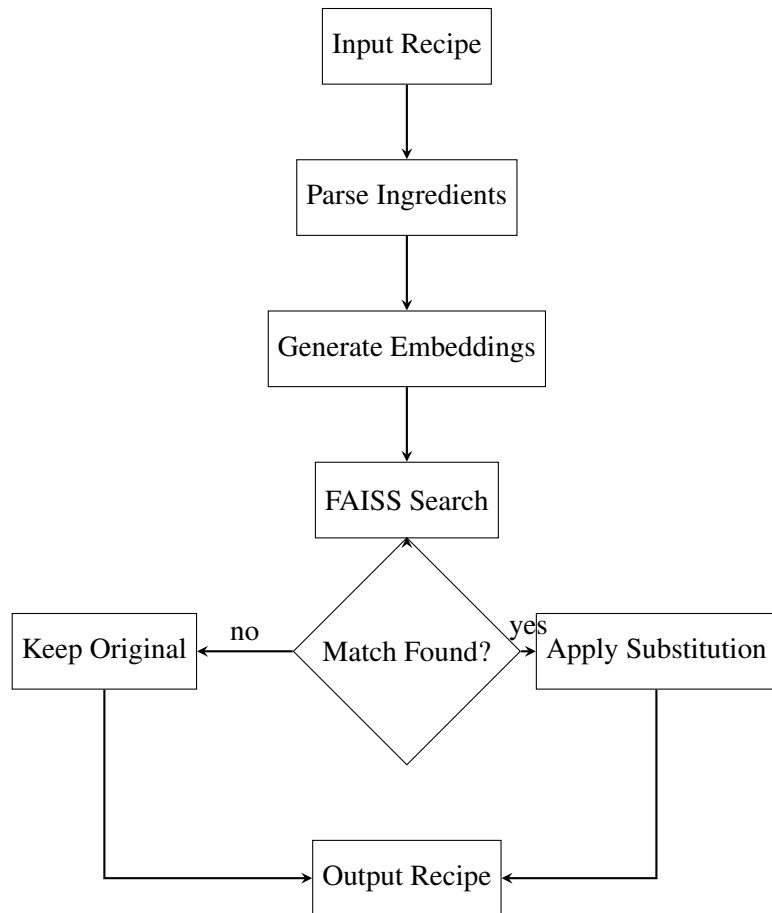 Input Recipe
Parse Ingredients
Generate Embeddings
FAISS Search
no
yes
Keep Original
Match Found?
Apply Substitution
Output Recipe